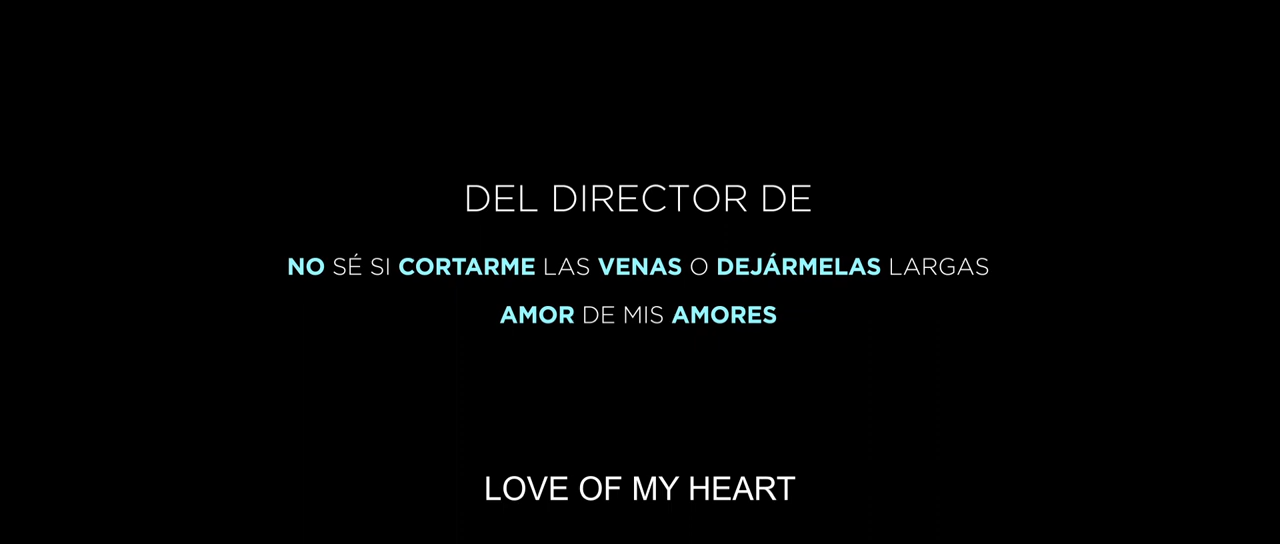 DEL DIRECTOR DE
NO SÉ SI CORTARME LAS VENAS O DEJÁRMELAS LARGAS
AMOR DE MIS AMORES
LOVE OF MY HEART